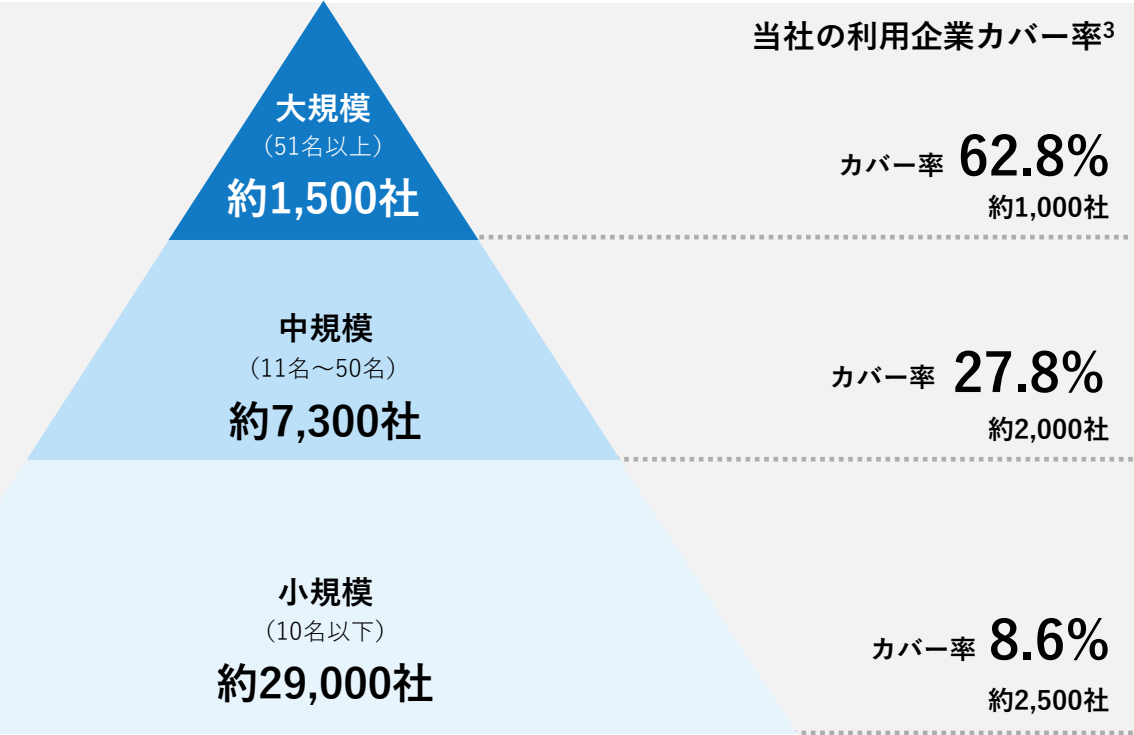 当社の利用企業カバー率3
大規模
（51名以上）
約1,500社
カバー率 62.8%
約1,000社
中規模
（11名～50名）
約7,300社
カバー率 27.8%
約2,000社
小規模
（10名以下）
約29,000社
カバー率 8.6%
約2,500社